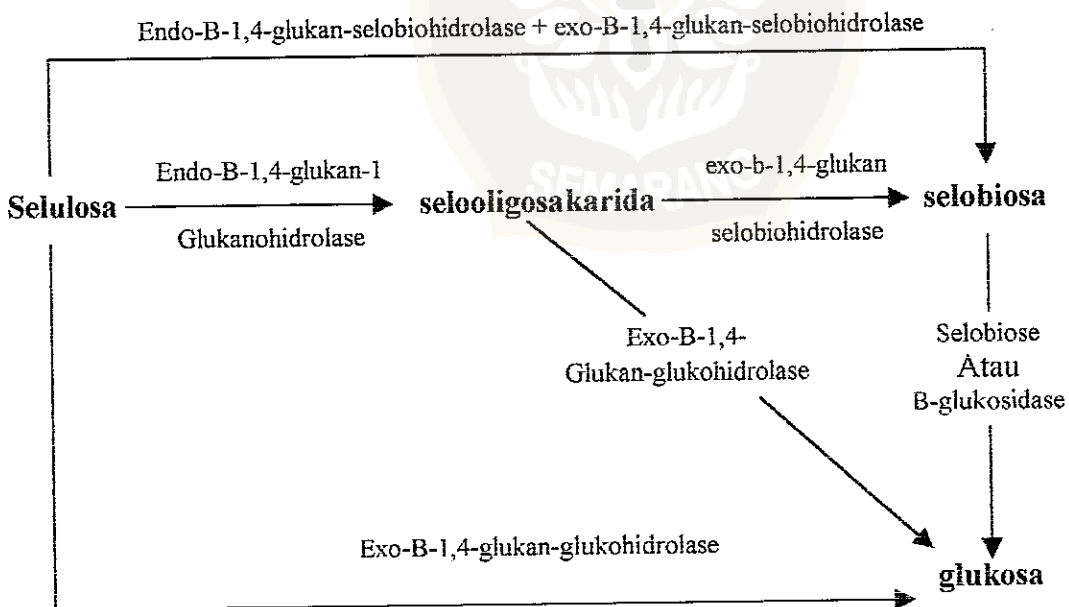 Endo-B-1,4-glukan-selobiohidrolase + exo-B-1,4-glukan-selobiohidrolase
Endo-B-1,4-glukan-1
exo-b-1,4-glukan
Selulosa
selooligosakarida
selobiosa
Glukanohidrolase
selobiohidrolase
SEMARANG
Exo-B-1,4-
Glukan-glukohidrolase
Selobiose
Atau
B-glukosidase
Exo-B-1,4-glukan-glukohidrolase
glukosa